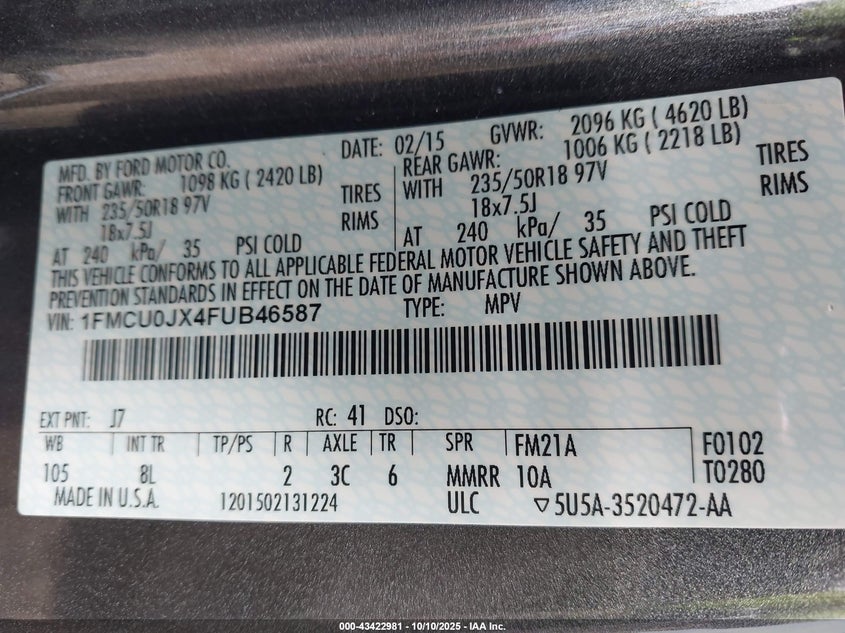 MFD. BY FORD MOTOR CO. DATE: 02/15 GVWR: 2096 KG ( 4620 LB)
FRONT GAWR: 1098 KG ( 2420 LB) REAR GAWR: 1006 KG ( 2218 LB)
WITH 235/50R18 97V TIRES WITH 235/50R18 97V TIRES
18x7.5J RIMS 18x7.5J RIMS
AT 240 kPa/ 35 PSI COLD AT 240 kPa/ 35 PSI COLD
THIS VEHICLE CONFORMS TO ALL APPLICABLE FEDERAL MOTOR VEHICLE SAFETY AND THEFT
PREVENTION STANDARDS IN EFFECT ON THE DATE OF MANUFACTURE SHOWN ABOVE.
VIN: 1FMCU0JX4FUB46587 TYPE: MPV
EXT PNT: J7 RC: 41 DSO:
WB INT TR TP/PS R AXLE TR SPR FM21A F0102
105 8L 2 3C 6 MMRR 10A T0280
MADE IN U.S.A. 1201502131224 ULC ▽5U5A-3520472-AA
000-43422981 - 10/10/2025 - IAA Inc.